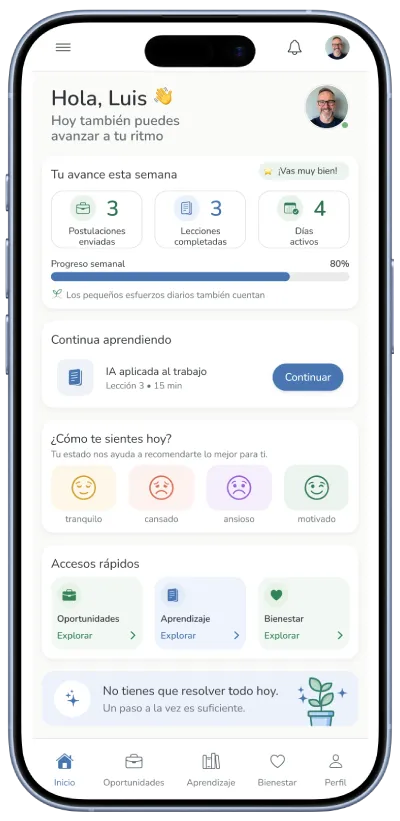 Hola, Luis 👋
Hoy también puedes
avanzar a tu ritmo
Tu avance esta semana
¡Vas muy bien!
3
Postulaciones
enviadas
3
Lecciones
completadas
4
Días
activos
Progreso semanal
80%
Los pequeños esfuerzos diarios también cuentan
Continua aprendiendo
IA aplicada al trabajo
Lección 3 • 15 min
Continuar
¿Cómo te sientes hoy?
Tu estado nos ayuda a recomendarte lo mejor para ti.
tranquilo
cansado
ansioso
motivado
Accesos rápidos
Oportunidades
Explorar
Aprendizaje
Explorar
Bienestar
Explorar
No tienes que resolver todo hoy.
Un paso a la vez es suficiente.
Inicio
Oportunidades
Aprendizaje
Bienestar
Perfil